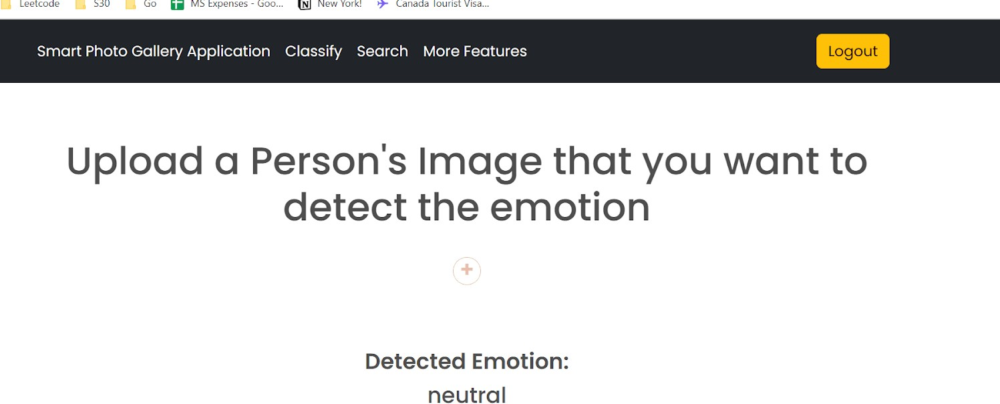 Leetcode S30 Go MS Expenses - Goo... New York! Canada Tourist Visa...
Smart Photo Gallery Application Classify Search More Features Logout
Upload a Person's Image that you want to
detect the emotion
Detected Emotion:
neutral